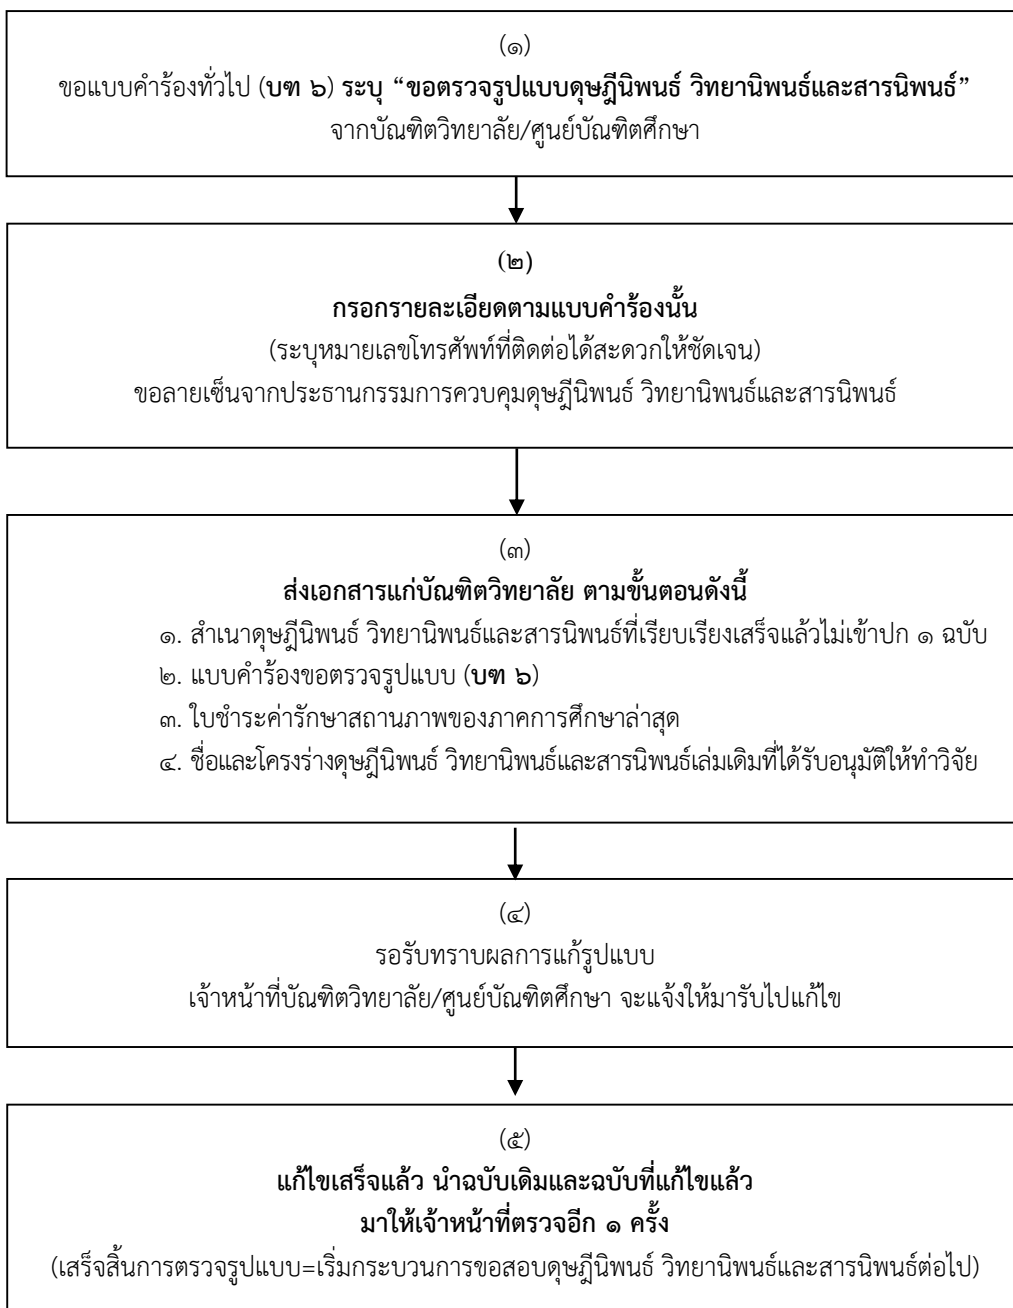 (๑)
ขอแบบคำร้องทั่วไป (บฑ ๖) ระบุ “ขอตรวจรูปแบบดุษฎีนิพนธ์ วิทยานิพนธ์และสารนิพนธ์”
จากบัณฑิตวิทยาลัย/ศูนย์บัณฑิตศึกษา
(๒)
กรอกรายละเอียดตามแบบคำร้องนั้น
(ระบุหมายเลขโทรศัพท์ที่ติดต่อได้สะดวกให้ชัดเจน)
ขอลายเซ็นจากประธานกรรมการควบคุมดุษฎีนิพนธ์ วิทยานิพนธ์และสารนิพนธ์
(๓)
ส่งเอกสารแก่บัณฑิตวิทยาลัย ตามขั้นตอนดังนี้
๑. สำเนาดุษฎีนิพนธ์ วิทยานิพนธ์และสารนิพนธ์ที่เรียบเรียงเสร็จแล้วไม่เข้าปก ๑ ฉบับ
๒. แบบคำร้องขอตรวจรูปแบบ (บฑ ๖)
๓. ใบชำระค่ารักษาสถานภาพของภาคการศึกษาล่าสุด
๔. ชื่อและโครงร่างดุษฎีนิพนธ์ วิทยานิพนธ์และสารนิพนธ์เล่มเดิมที่ได้รับอนุมัติให้ทำวิจัย
(๔)
รอรับทราบผลการแก้รูปแบบ
เจ้าหน้าที่บัณฑิตวิทยาลัย/ศูนย์บัณฑิตศึกษา จะแจ้งให้มารับไปแก้ไข
(๕)
แก้ไขเสร็จแล้ว นำฉบับเดิมและฉบับที่แก้ไขแล้ว
มาให้เจ้าหน้าที่ตรวจอีก ๑ ครั้ง
(เสร็จสิ้นการตรวจรูปแบบ=เริ่มกระบวนการขอสอบดุษฎีนิพนธ์ วิทยานิพนธ์และสารนิพนธ์ต่อไป)